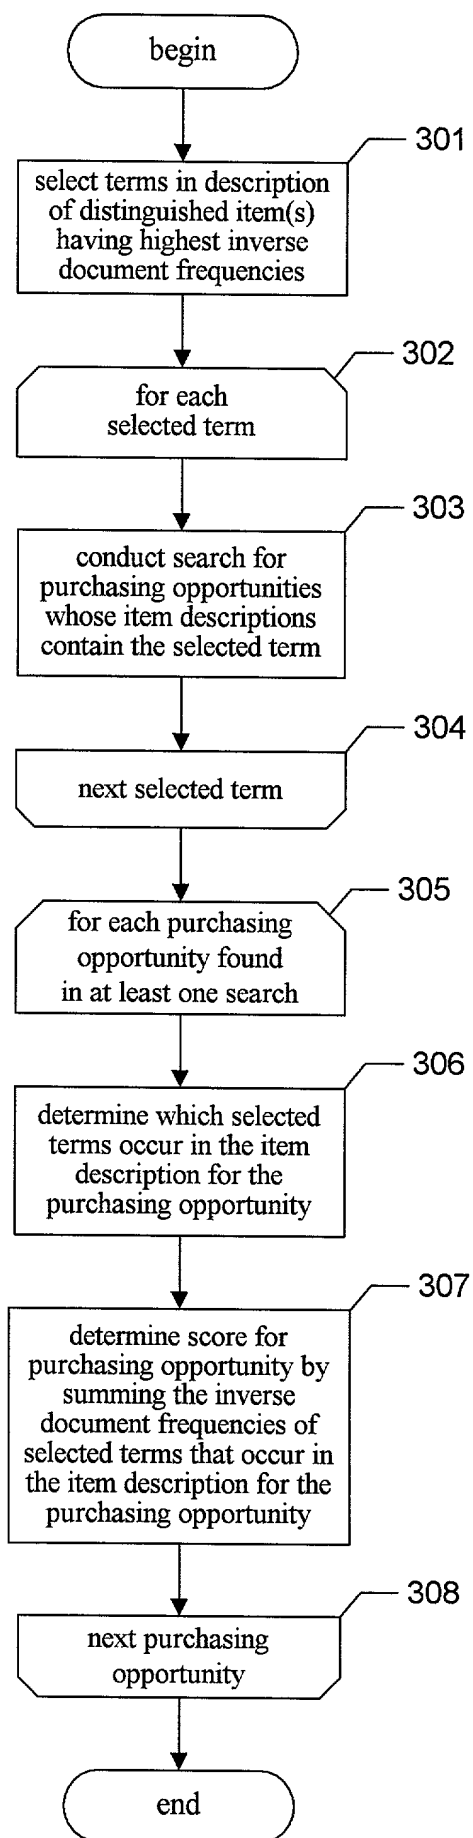 begin
301
select terms in description
of distinguished item(s)
having highest inverse
document frequencies
302
for each
selected term
303
conduct search for
purchasing opportunities
whose item descriptions
contain the selected term
304
next selected term
305
for each purchasing
opportunity found
in at least one search
306
determine which selected
terms occur in the item
description for the
purchasing opportunity
307
determine score for
purchasing opportunity by
summing the inverse
document frequencies of
selected terms that occur in
the item description for the
purchasing opportunity
308
next purchasing
opportunity
end